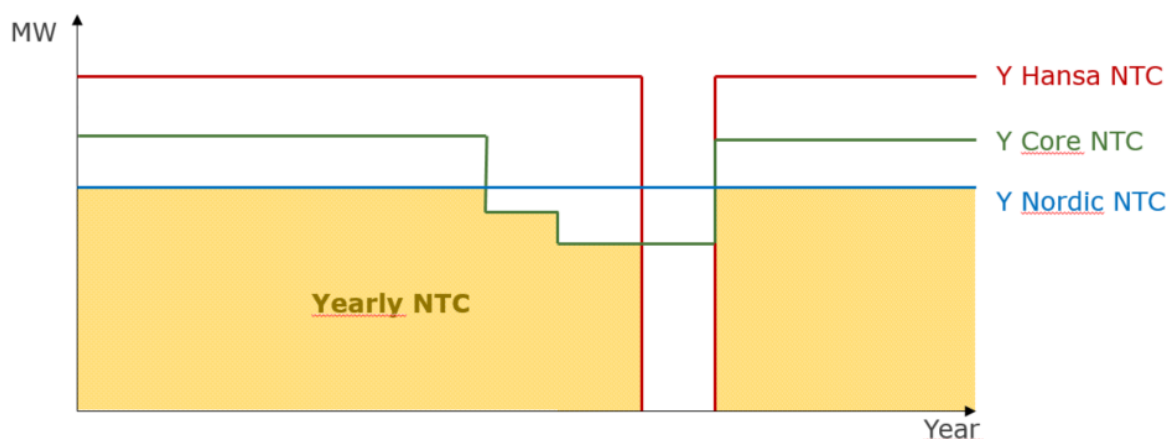 MW
Y Hansa NTC
Y Core NTC
Y Nordic NTC
Yearly NTC
Year